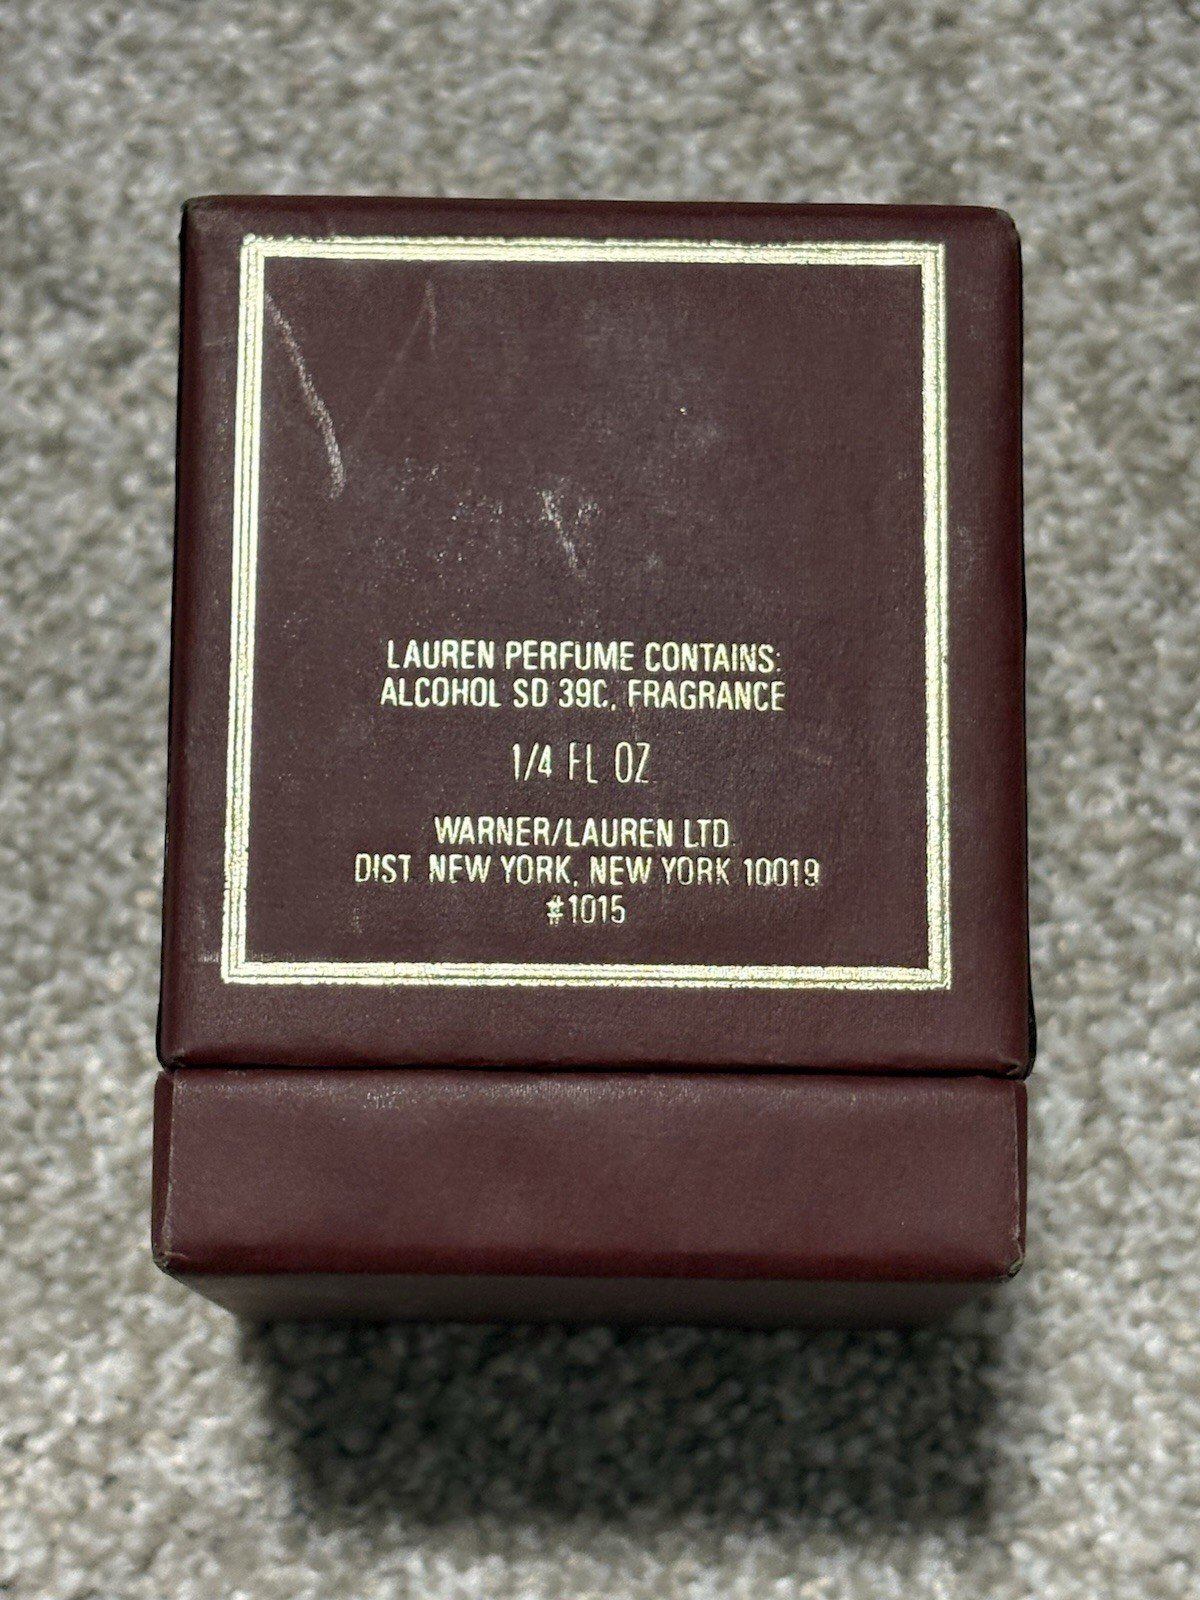 LAUREN PERFUME CONTAINS:
ALCOHOL SD 39C, FRAGRANCE
1/4 FL OZ
WARNER/LAUREN LTD.
DIST NEW YORK, NEW YORK 10019
#1015